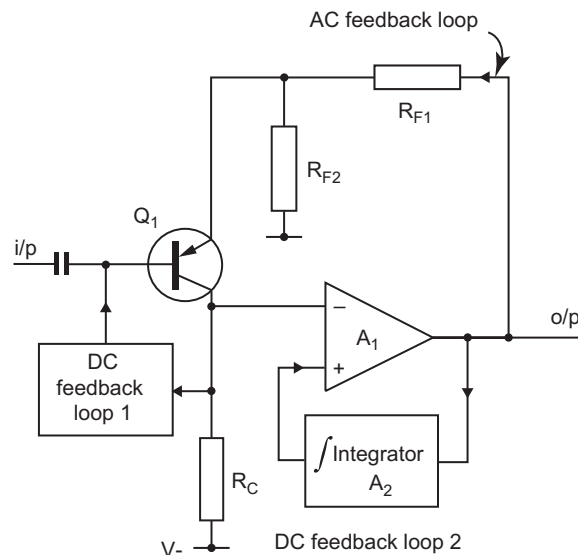 AC feedback loop
R_F1
R_F2
Q_1
i/p
−
A_1
+
o/p
DC
feedback
loop 1
∫Integrator
A_2
R_C
V-
DC feedback loop 2